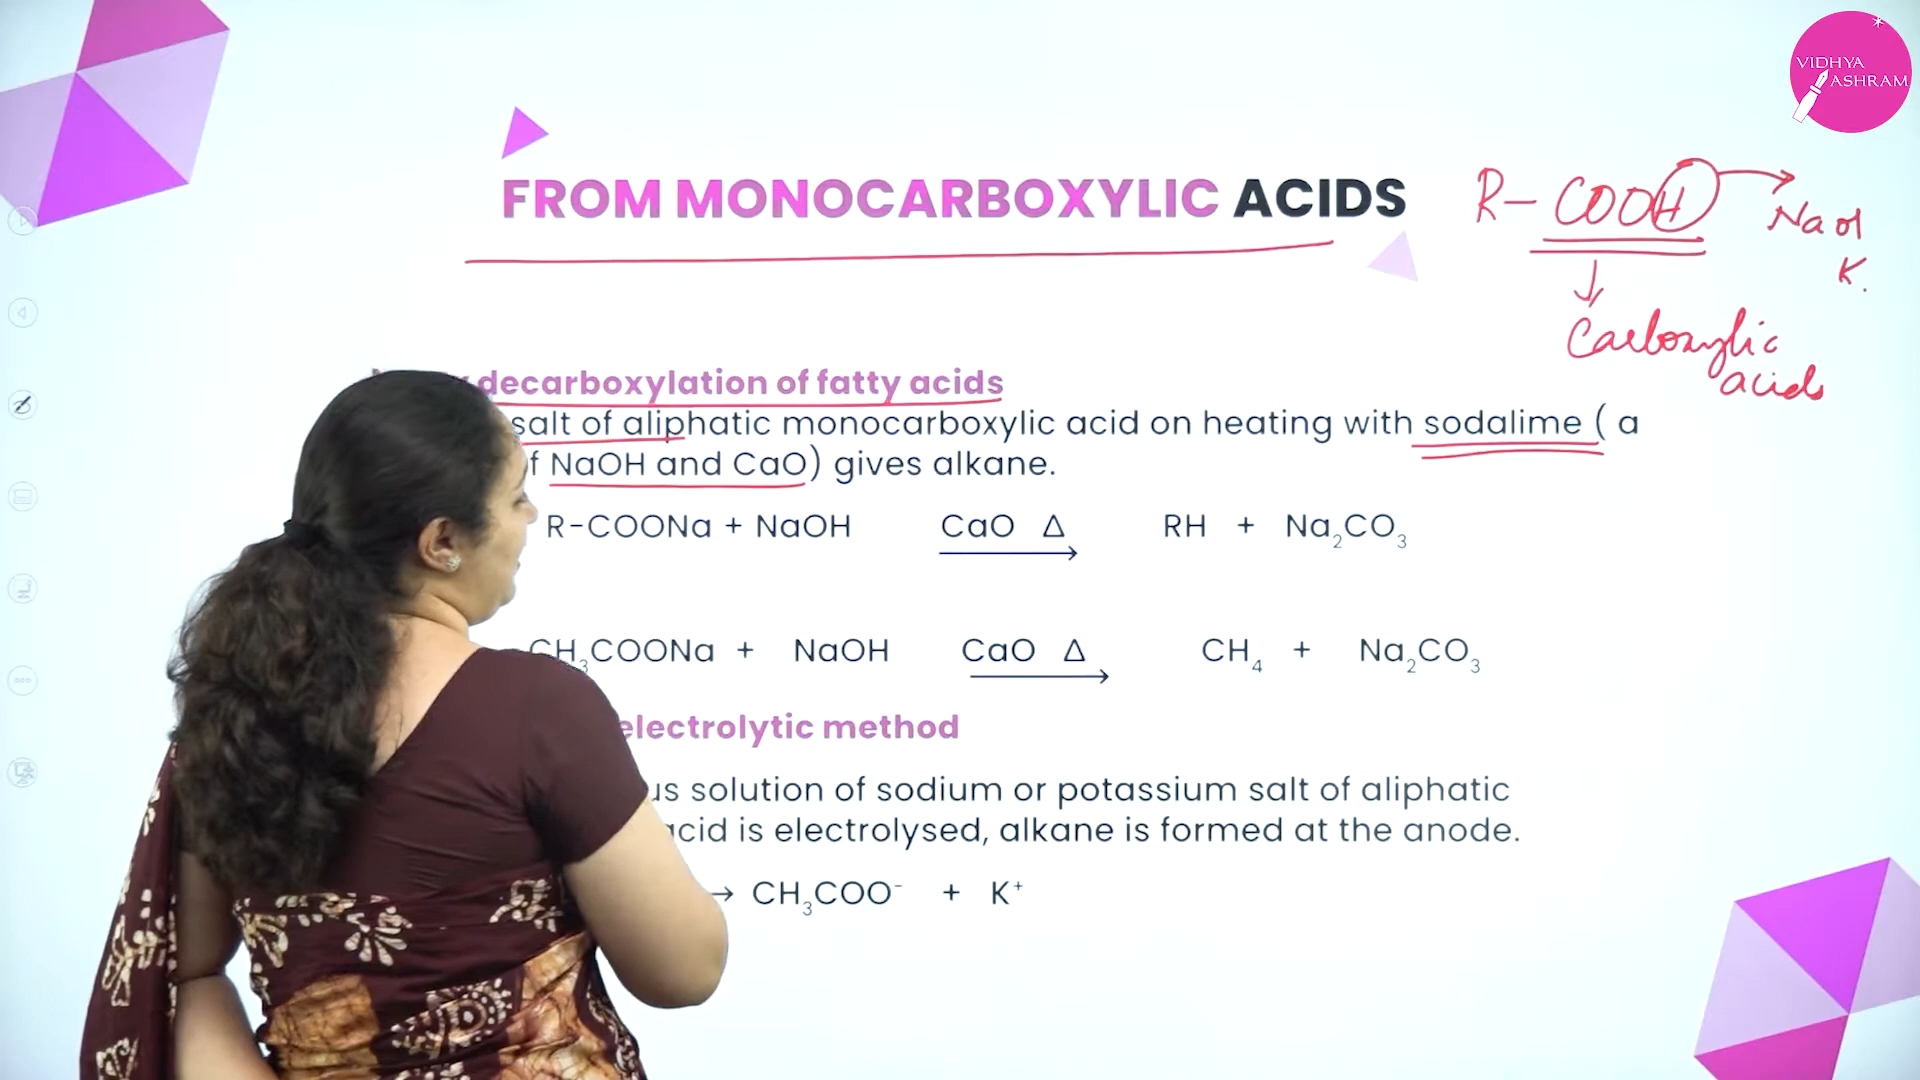 VIDHYA
ASHRAM
FROM MONOCARBOXYLIC ACIDS
R– COOH → Na or
K.
↓
Carboxylic
acids
decarboxylation of fatty acids
salt of aliphatic monocarboxylic acid on heating with sodalime ( a
NaOH and CaO) gives alkane.
R-COONa + NaOH CaO Δ → RH + Na₂CO₃
CH₃COONa + NaOH CaO Δ → CH₄ + Na₂CO₃
electrolytic method
solution of sodium or potassium salt of aliphatic
acid is electrolysed, alkane is formed at the anode.
→ CH₃COO⁻ + K⁺